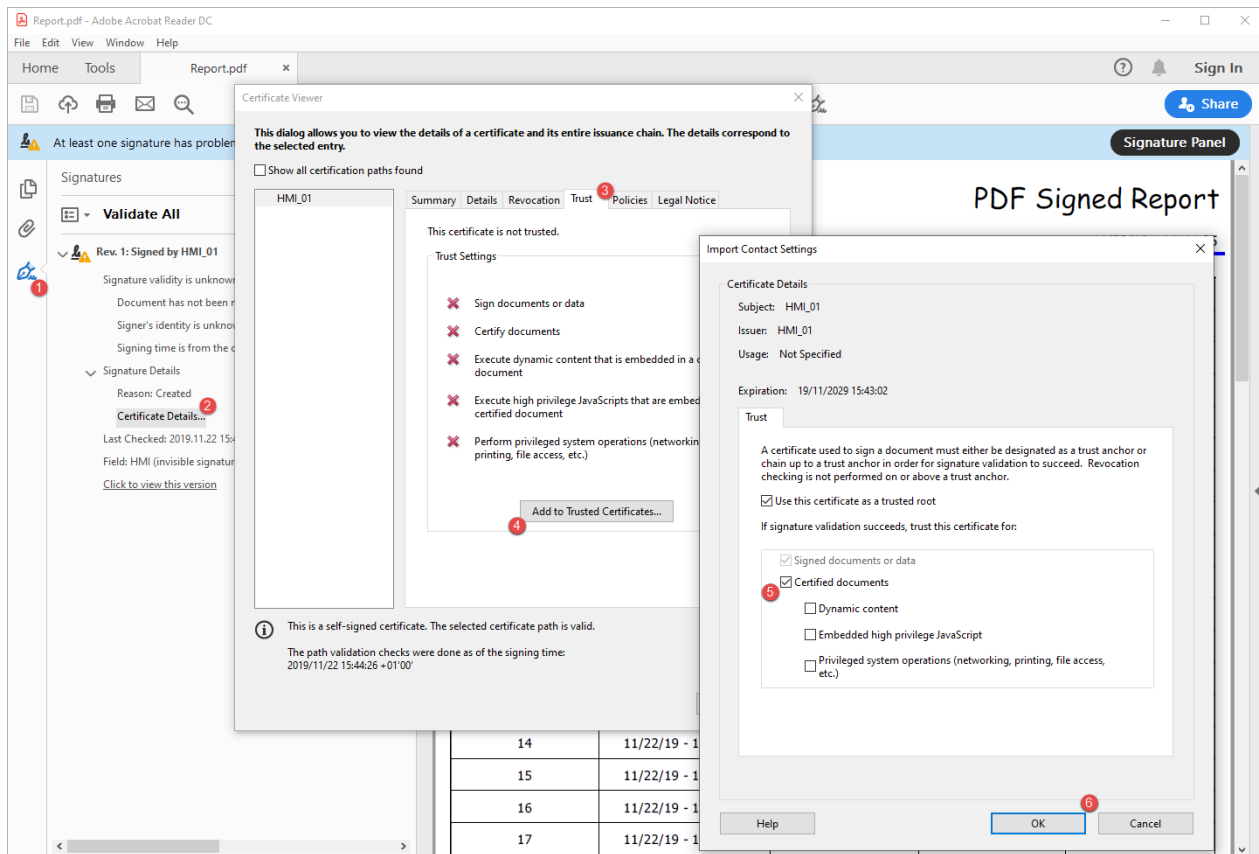 Report.pdf - Adobe Acrobat Reader DC
File Edit View Window Help
Home Tools Report.pdf × Sign In
Share
At least one signature has problem
Signature Panel
Signatures
Validate All
Rev. 1: Signed by HMI_01
Signature validity is unknown
Document has not been
Signer's identity is
Signing time is from the
Signature Details
Reason: Created
Certificate Details...
Last Checked: 2019.11.22
Field: HMI (invisible
Click to view this version
1
2
Certificate Viewer
This dialog allows you to view the details of a certificate and its entire issuance chain. The details correspond to
the selected entry.
Show all certification paths found
HMI_01
Summary Details Revocation Trust Policies Legal Notice
3
This certificate is not trusted.
Trust Settings
Sign documents or data
Certify documents
Execute dynamic content that is embedded in a
document
Execute high privilege JavaScripts that are
certified document
Perform privileged system operations
printing, file access, etc.)
Add to Trusted Certificates...
4
This is a self-signed certificate. The selected certificate path is valid.
The path validation checks were done as of the signing time:
2019/11/22 15:44:26 +01'00'
PDF Signed Report
Import Contact Settings
Certificate Details
Subject: HMI_01
Issuer: HMI_01
Usage: Not Specified
Expiration: 19/11/2029 15:43:02
Trust
A certificate used to sign a document must either be designated as a trust anchor or
chain up to a trust anchor in order for signature validation to succeed. Revocation
checking is not performed on or above a trust anchor.
Use this certificate as a trusted root
If signature validation succeeds, trust this certificate for:
Signed documents or data
Certified documents
5
Dynamic content
Embedded high privilege JavaScript
Privileged system operations (networking, printing, file access,
etc.)
6
Help OK Cancel
14 11/22/19 - 1
15 11/22/19 - 1
16 11/22/19 - 1
17 11/22/19 - 1